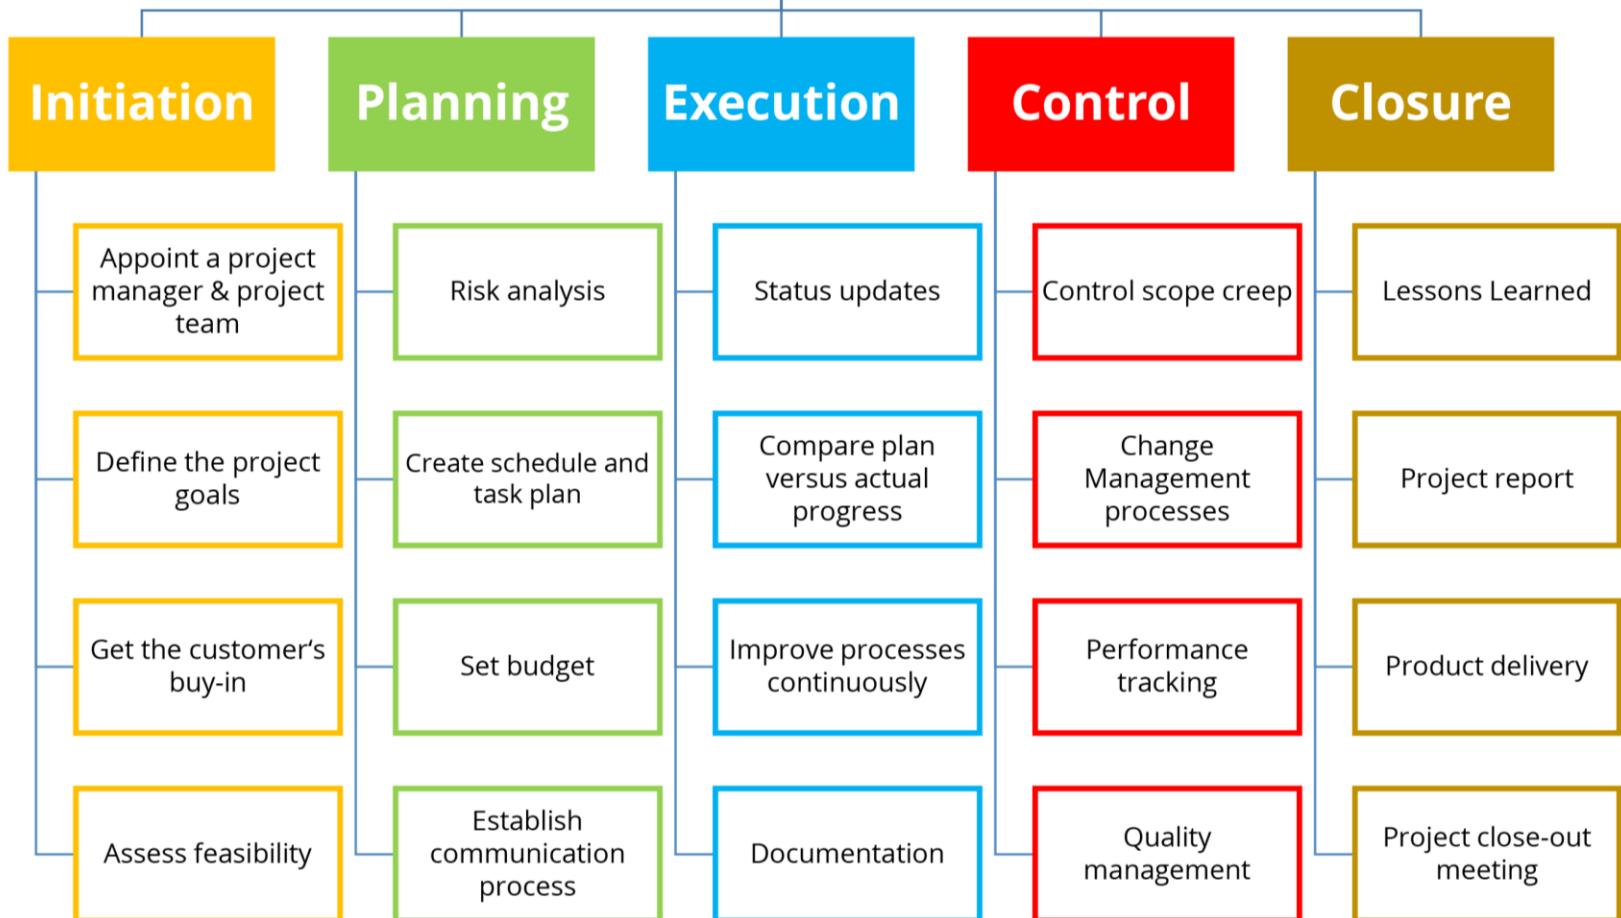 Initiation
Planning
Execution
Control
Closure
Appoint a project
manager & project
team
Risk analysis
Status updates
Control scope creep
Lessons Learned
Define the project
goals
Create schedule and
task plan
Compare plan
versus actual
progress
Change
Management
processes
Project report
Get the customer‘s
buy-in
Set budget
Improve processes
continuously
Performance
tracking
Product delivery
Assess feasibility
Establish
communication
process
Documentation
Quality
management
Project close-out
meeting